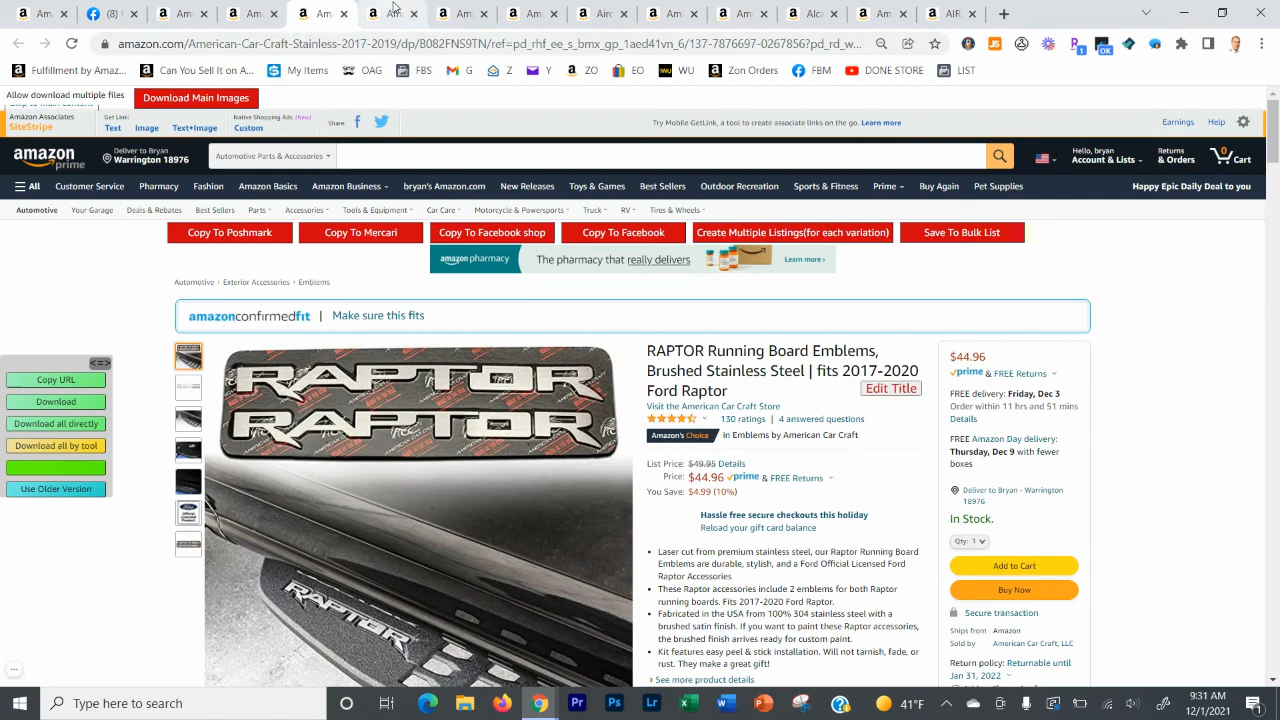 Am
Alc
Airc
Am
amazon.com/American-Car-Craft-Stainless-2017-2019/dp/B082FHS9TN/ref=pd_rhf_ee_s_bmx_gp_1ard41vn_6/137-7876697-0267856?pd_rd_w...
Fulfillment by Amaz... Can You Sell It on A... My Items OAG FBS G Z Y ZO EO WU Zon Orders FBM DONE STORE LIST
Allow download multiple files Download Main Images
Skip to main content
Amazon Associates Get Link: Native Shopping Ads (New)
SiteStripe Text Image Text+Image Custom Share: Try Mobile GetLink, a tool to create associate links on the go. Learn more Earnings Help
amazon prime Deliver to Bryan Warrington 18976 Automotive Parts & Accessories Hello, bryan Account & Lists Returns & Orders 0 Cart
All Customer Service Pharmacy Fashion Amazon Basics Amazon Business bryan's Amazon.com New Releases Toys & Games Best Sellers Outdoor Recreation Sports & Fitness Prime Buy Again Pet Supplies Happy Epic Daily Deal to you
Automotive Your Garage Deals & Rebates Best Sellers Parts Accessories Tools & Equipment Car Care Motorcycle & Powersports Truck RV Tires & Wheels
Copy To Poshmark Copy To Mercari Copy To Facebook shop Copy To Facebook Create Multiple Listings(for each variation) Save To Bulk List
amazon pharmacy The pharmacy that really delivers Learn more ›
Automotive › Exterior Accessories › Emblems
amazonconfirmedfit | Make sure this fits
<=>
Copy URL
Download
Download all directly
Download all by tool
Use Older Version
RAPTOR
RAPTOR
RAPTOR
RAPTOR Running Board Emblems,
Brushed Stainless Steel | fits 2017-2020
Ford Raptor Edit Title
Visit the American Car Craft Store
130 ratings | 4 answered questions
Amazon's Choice in Emblems by American Car Craft
List Price: $49.95 Details
Price: $44.96 prime & FREE Returns
You Save: $4.99 (10%)
Hassle free secure checkouts this holiday
Reload your gift card balance
• Laser cut from premium stainless steel, our Raptor Running Board
Emblems are durable, stylish, and a Ford Official Licensed Ford
Raptor Accessories
• These Raptor accessories include 2 emblems for both Raptor
running boards. Fits 2017-2020 Ford Raptor.
• Fabricated in the USA from 100% 304 stainless steel with a
brushed satin finish. If you want to paint these Raptor accessories,
the brushed finish arrives ready for custom paint.
• Kit features easy peel & stick installation. Will not tarnish, fade, or
rust. They make a great gift!
› See more product details
$44.96
prime & FREE Returns
FREE delivery: Friday, Dec 3
Order within 11 hrs and 51 mins
Details
FREE Amazon Day delivery:
Thursday, Dec 9 with fewer
boxes
Deliver to Bryan - Warrington
18976
In Stock.
Qty: 1
Add to Cart
Buy Now
Secure transaction
Ships from Amazon
Sold by American Car Craft, LLC
Return policy: Returnable until
Jan 31, 2022
Type here to search
41°F
9:31 AM
12/1/2021